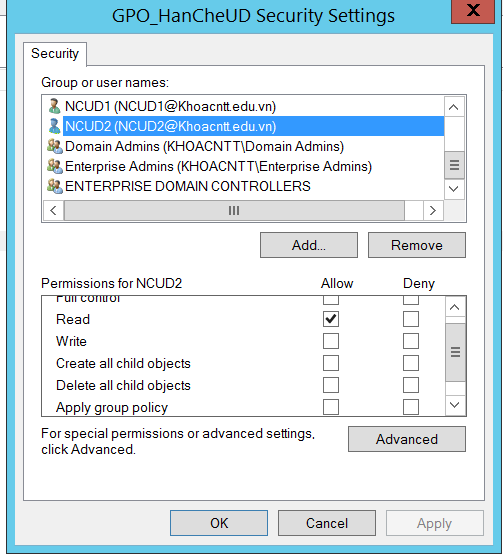 GPO_HanCheUD Security Settings
X
Security
Group or user names:
NCUD1 (NCUD1@Khoacntt.edu.vn)
NCUD2 (NCUD2@Khoacntt.edu.vn)
Domain Admins (KHOACNTT\Domain Admins)
Enterprise Admins (KHOACNTT\Enterprise Admins)
ENTERPRISE DOMAIN CONTROLLERS
Add... Remove
Permissions for NCUD2 Allow Deny
Full control
Read
Write
Create all child objects
Delete all child objects
Apply group policy
For special permissions or advanced settings,
click Advanced.
Advanced
OK Cancel Apply